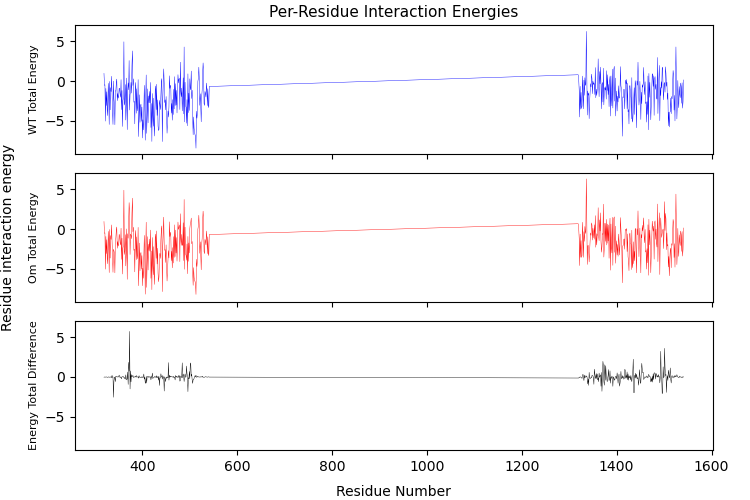 Per-Residue Interaction Energies
WT Total Energy
5
0
−5
Residue interaction energy
Om Total Energy
5
0
−5
Energy Total Difference
5
0
−5
400 600 800 1000 1200 1400 1600
Residue Number